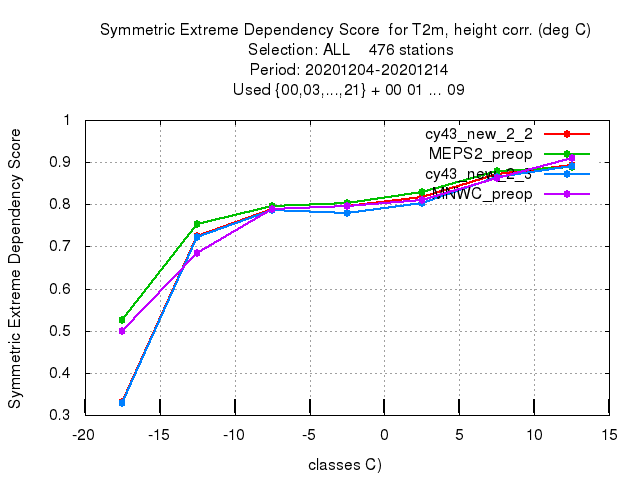 Symmetric Extreme Dependency Score  for T2m, height corr. (deg C)
Selection: ALL    476 stations
Period: 20201204-20201214
Used {00,03,...,21} + 00 01 ... 09
Symmetric Extreme Dependency Score
1
0.9
0.8
0.7
0.6
0.5
0.4
0.3
cy43_new_2_2
MEPS2_preop
cy43_new_2_3
MNWC_preop
-20 -15 -10 -5 0 5 10 15
classes C)